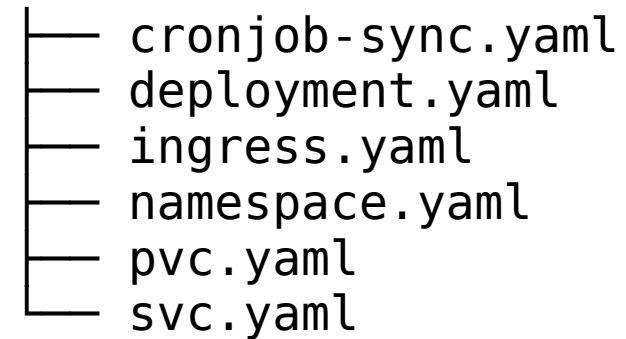 ├── cronjob-sync.yaml
├── deployment.yaml
├── ingress.yaml
├── namespace.yaml
├── pvc.yaml
└── svc.yaml